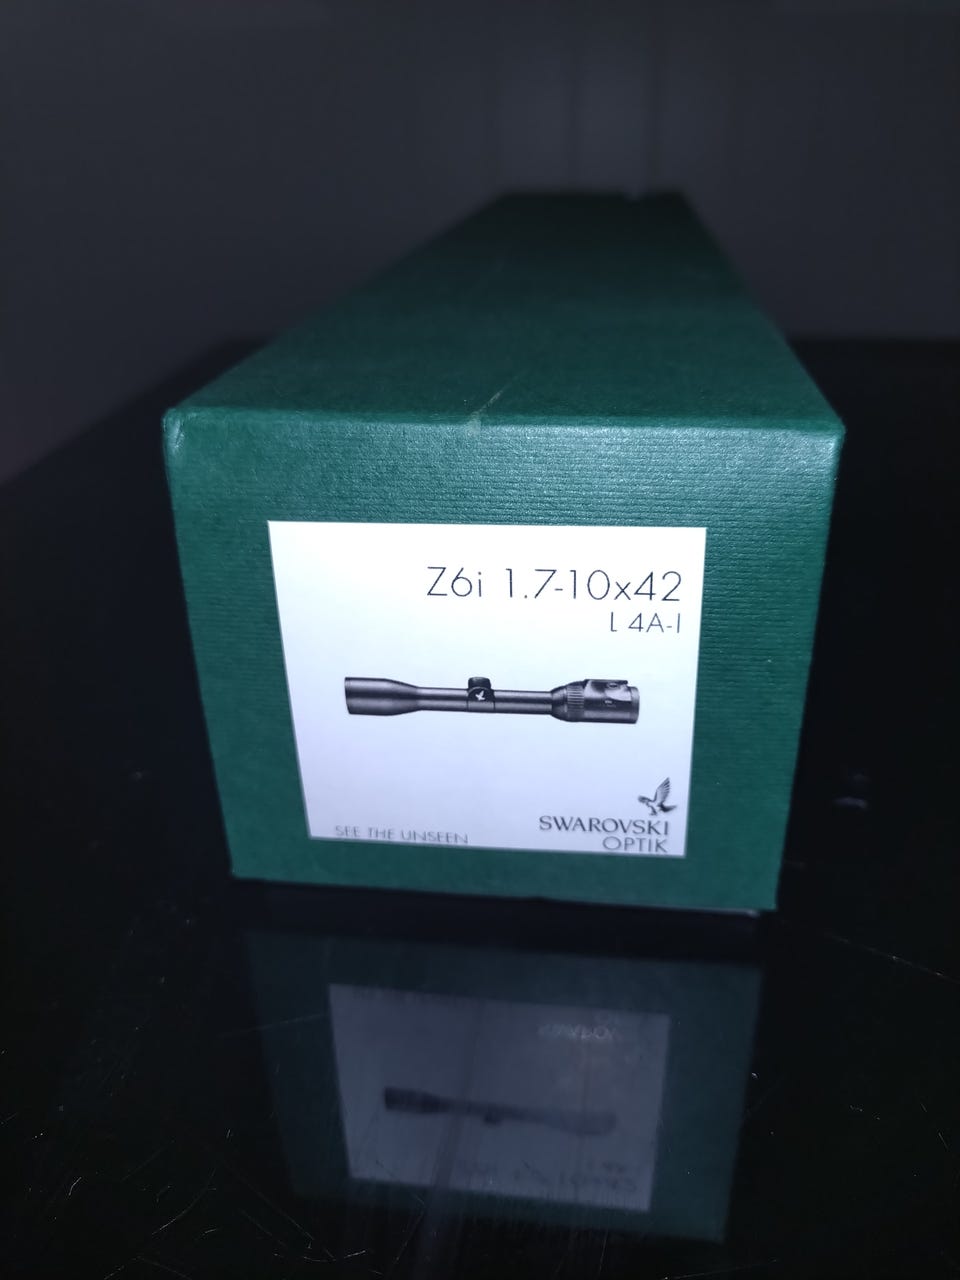 Z6i 1.7-10x42
L 4A-I
SEE THE UNSEEN
SWAROVSKI
OPTIK